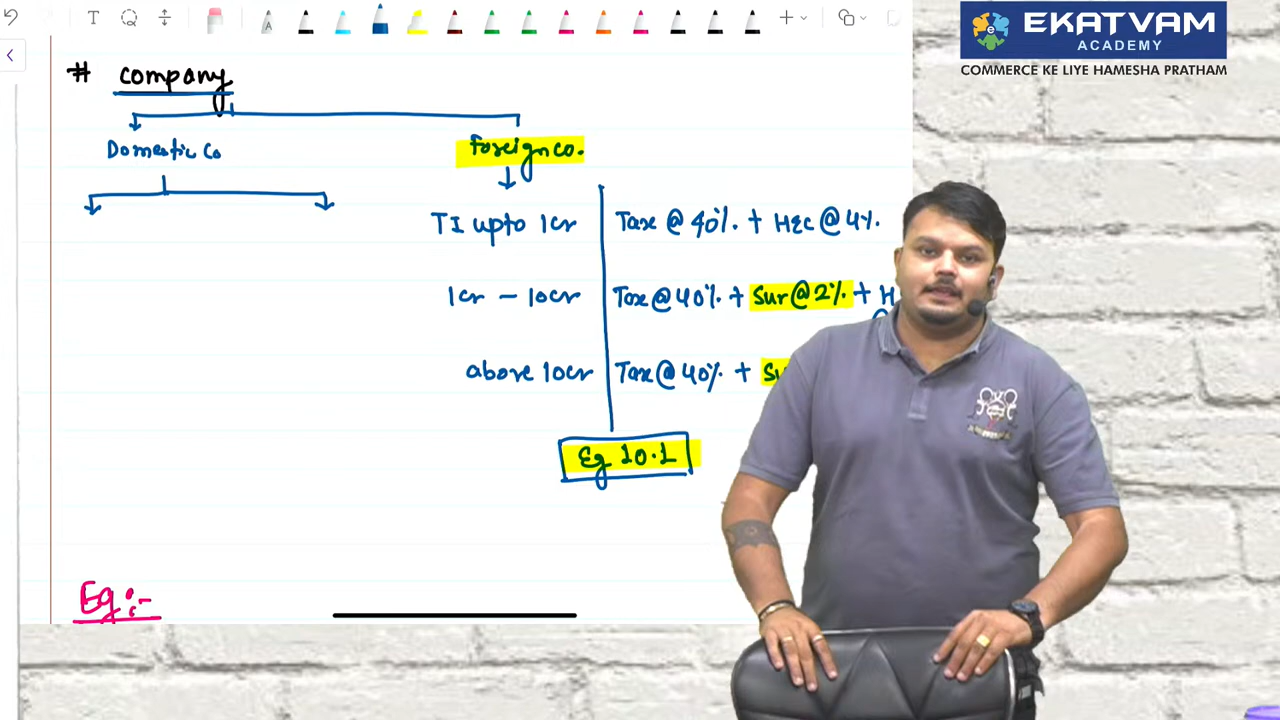 EKATVAM
ACADEMY
COMMERCE KE LIYE HAMESHA PRATHAM
# Company
Domestic Co
Foreign co.
TI upto 1cr
Tax @ 40%. + H&C @ 4%.
1cr - 10cr
Tax @ 40%. + Sur @ 2%. + H
above 10cr
Tax @ 40%. +
Eg 10.1
Eg :-